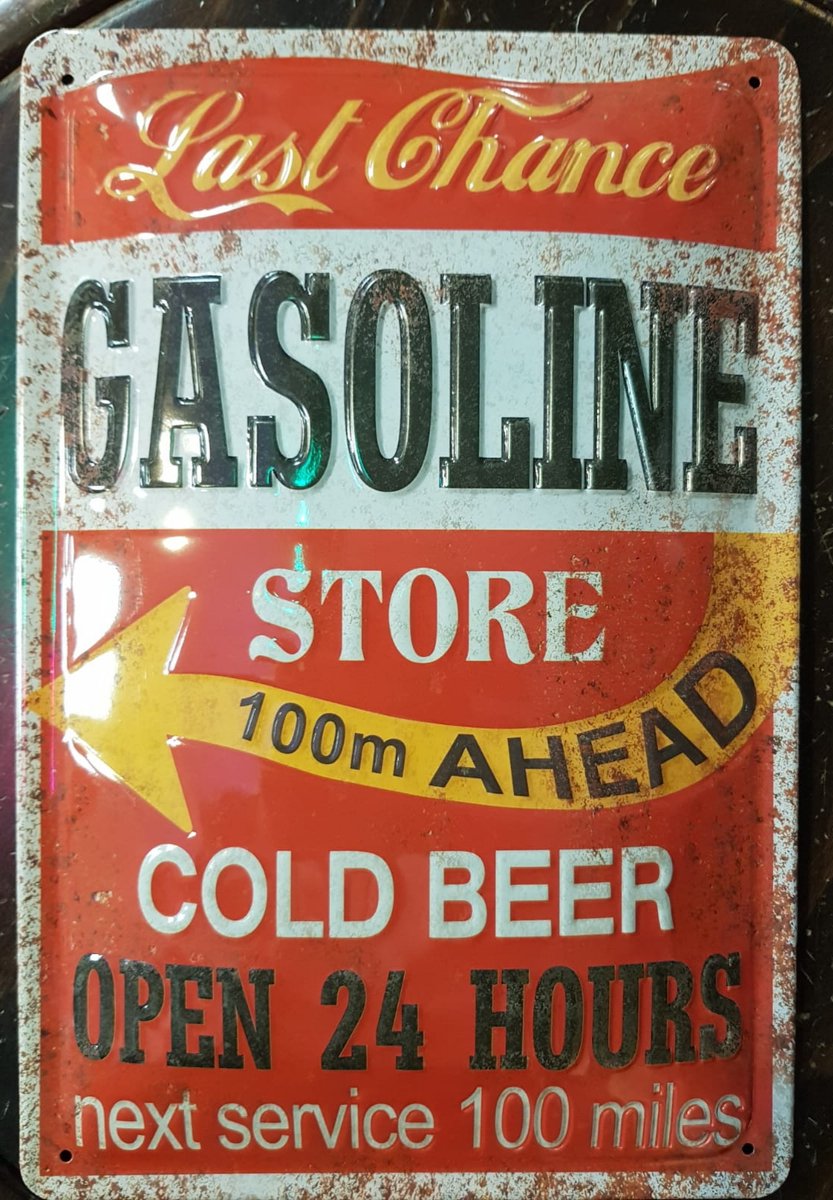 Last Chance
GASOLINE
STORE
100m AHEAD
COLD BEER
OPEN 24 HOURS
next service 100 miles